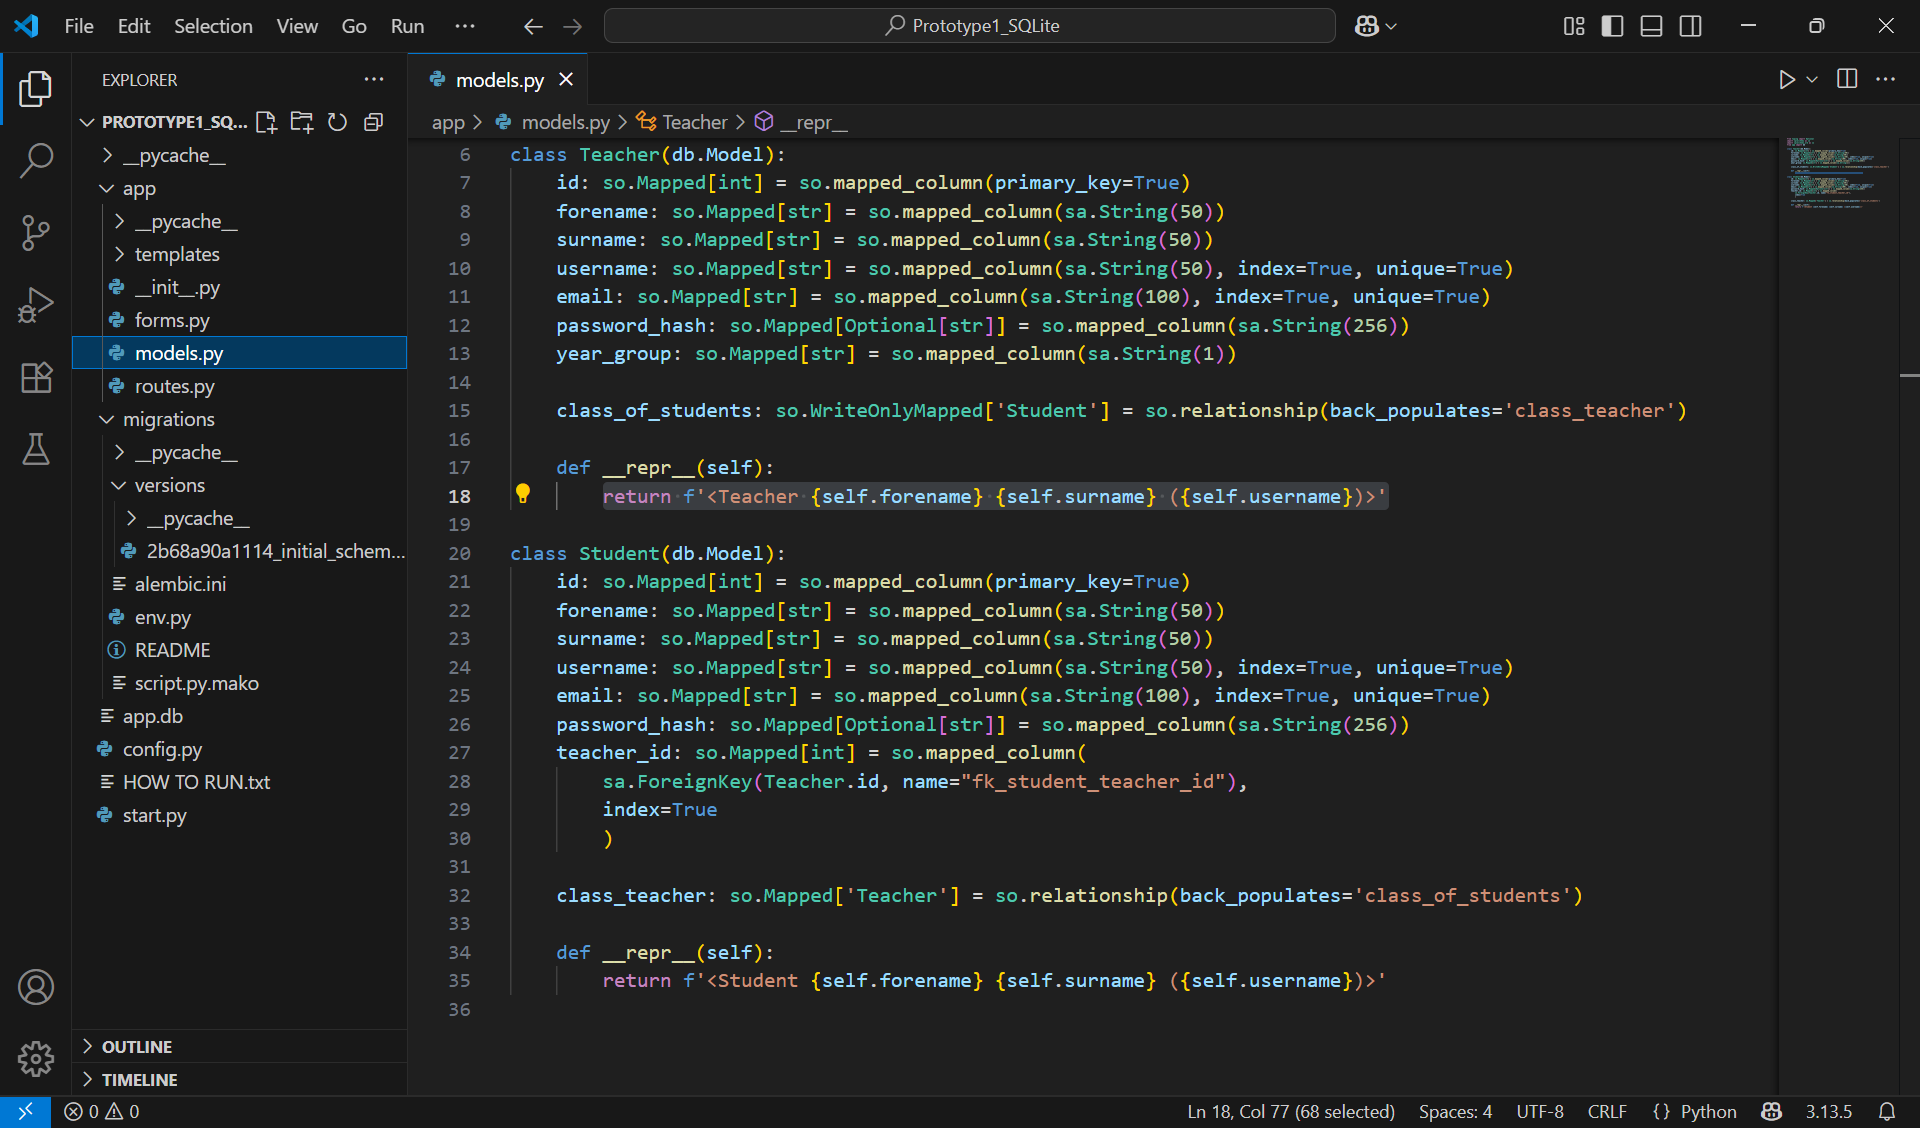 File Edit Selection View Go Run ··· Prototype1_SQLite
EXPLORER
PROTOTYPE1_SQ...
__pycache__
app
__pycache__
templates
__init__.py
forms.py
models.py
routes.py
migrations
__pycache__
versions
__pycache__
2b68a90a1114_initial_schem...
alembic.ini
env.py
README
script.py.mako
app.db
config.py
HOW TO RUN.txt
start.py
OUTLINE
TIMELINE
models.py
app > models.py > Teacher > __repr__
6 class Teacher(db.Model):
7     id: so.Mapped[int] = so.mapped_column(primary_key=True)
8     forename: so.Mapped[str] = so.mapped_column(sa.String(50))
9     surname: so.Mapped[str] = so.mapped_column(sa.String(50))
10     username: so.Mapped[str] = so.mapped_column(sa.String(50), index=True, unique=True)
11     email: so.Mapped[str] = so.mapped_column(sa.String(100), index=True, unique=True)
12     password_hash: so.Mapped[Optional[str]] = so.mapped_column(sa.String(256))
13     year_group: so.Mapped[str] = so.mapped_column(sa.String(1))
14
15     class_of_students: so.WriteOnlyMapped['Student'] = so.relationship(back_populates='class_teacher')
16
17     def __repr__(self):
18         return f'<Teacher {self.forename} {self.surname} ({self.username})>'
19
20 class Student(db.Model):
21     id: so.Mapped[int] = so.mapped_column(primary_key=True)
22     forename: so.Mapped[str] = so.mapped_column(sa.String(50))
23     surname: so.Mapped[str] = so.mapped_column(sa.String(50))
24     username: so.Mapped[str] = so.mapped_column(sa.String(50), index=True, unique=True)
25     email: so.Mapped[str] = so.mapped_column(sa.String(100), index=True, unique=True)
26     password_hash: so.Mapped[Optional[str]] = so.mapped_column(sa.String(256))
27     teacher_id: so.Mapped[int] = so.mapped_column(
28         sa.ForeignKey(Teacher.id, name="fk_student_teacher_id"),
29         index=True
30         )
31
32     class_teacher: so.Mapped['Teacher'] = so.relationship(back_populates='class_of_students')
33
34     def __repr__(self):
35         return f'<Student {self.forename} {self.surname} ({self.username})>'
36
0 0 Ln 18, Col 77 (68 selected) Spaces: 4 UTF-8 CRLF {} Python 3.13.5